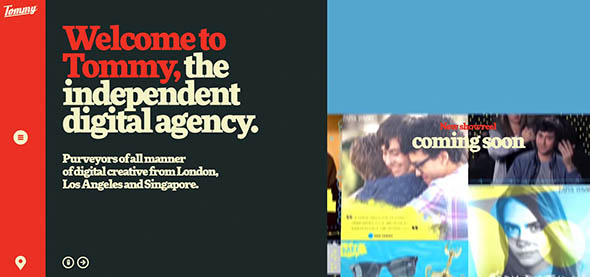 Tommy
Welcome to
Tommy, the
independent
digital agency.
Purveyors of all manner
of digital creative from London,
Los Angeles and Singapore.
coming soon